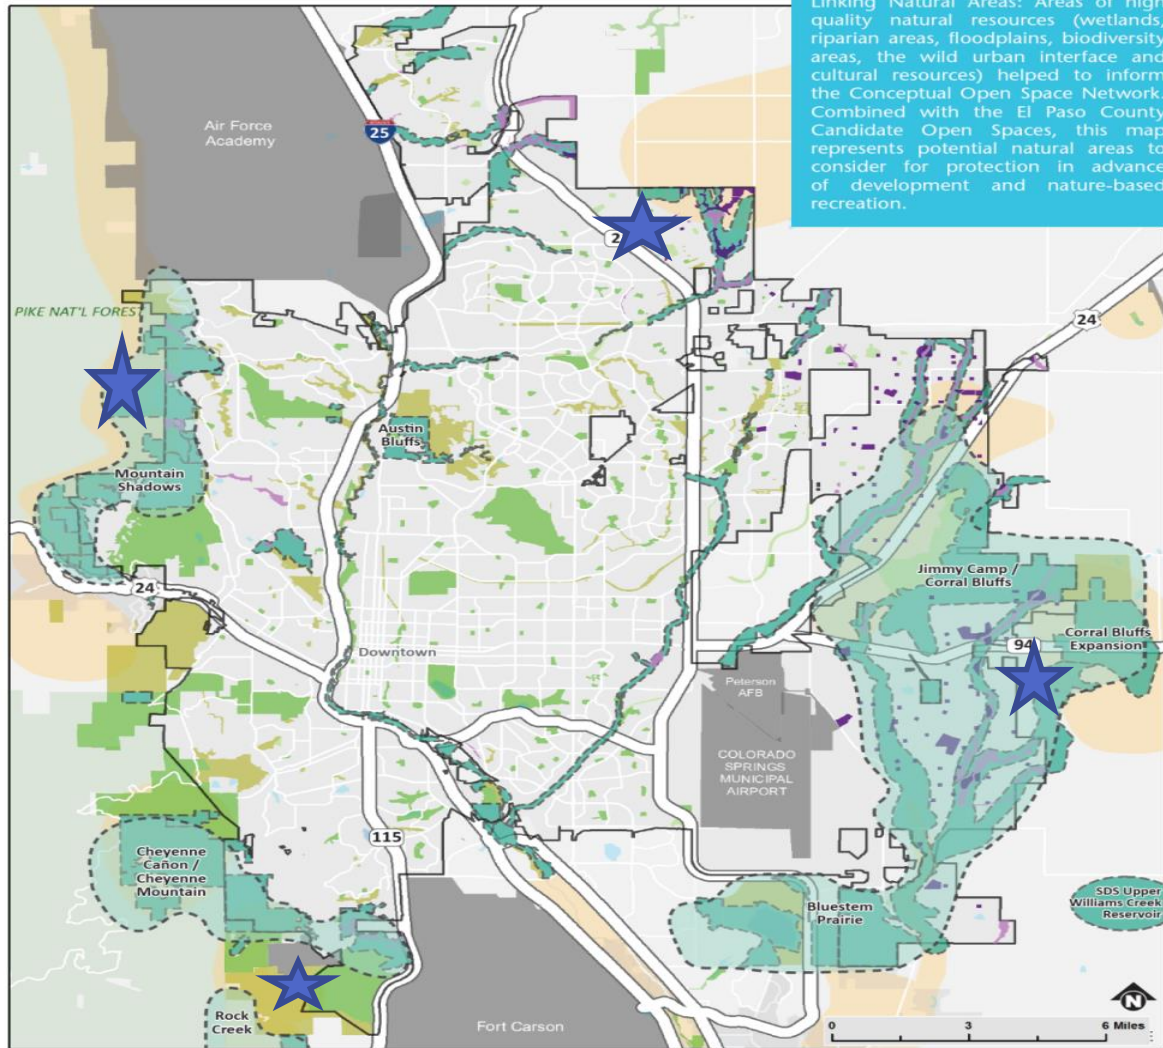 Linking Natural Areas: Areas of high
quality natural resources (wetlands,
riparian areas, floodplains, biodiversity
areas, the wild urban interface and
cultural resources) helped to inform
the Conceptual Open Space Network.
Combined with the El Paso County
Candidate Open Spaces, this map
represents potential natural areas to
consider for protection in advance
of development and nature-based
recreation.
Air Force
Academy
25
2
PIKE NAT'L FOREST
24
Austin
Bluffs
Mountain
Shadows
24
Jimmy Camp /
Corral Bluffs
Corral Bluffs
Expansion
94
Downtown
Peterson
AFB
COLORADO
SPRINGS
MUNICIPAL
AIRPORT
115
Cheyenne
Cañon /
Cheyenne
Mountain
Bluestem
Prairie
SDS Upper
Williams Creek
Reservoir
Rock
Creek
Fort Carson
N
0 3 6 Miles